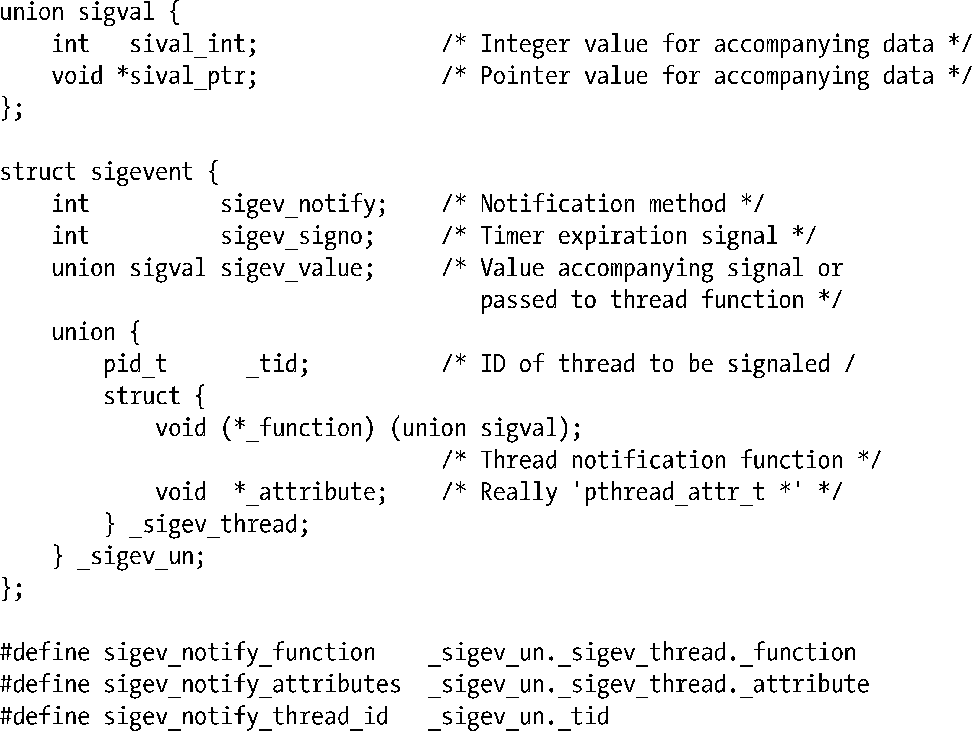 union sigval {
    int   sival_int;              /* Integer value for accompanying data */
    void *sival_ptr;              /* Pointer value for accompanying data */
};

struct sigevent {
    int          sigev_notify;    /* Notification method */
    int          sigev_signo;     /* Timer expiration signal */
    union sigval sigev_value;     /* Value accompanying signal or
                                     passed to thread function */
    union {
        pid_t      _tid;          /* ID of thread to be signaled /
        struct {
            void (*_function) (union sigval);
                                  /* Thread notification function */
            void  *_attribute;    /* Really 'pthread_attr_t *' */
        } _sigev_thread;
    } _sigev_un;
};

#define sigev_notify_function    _sigev_un._sigev_thread._function
#define sigev_notify_attributes  _sigev_un._sigev_thread._attribute
#define sigev_notify_thread_id   _sigev_un._tid